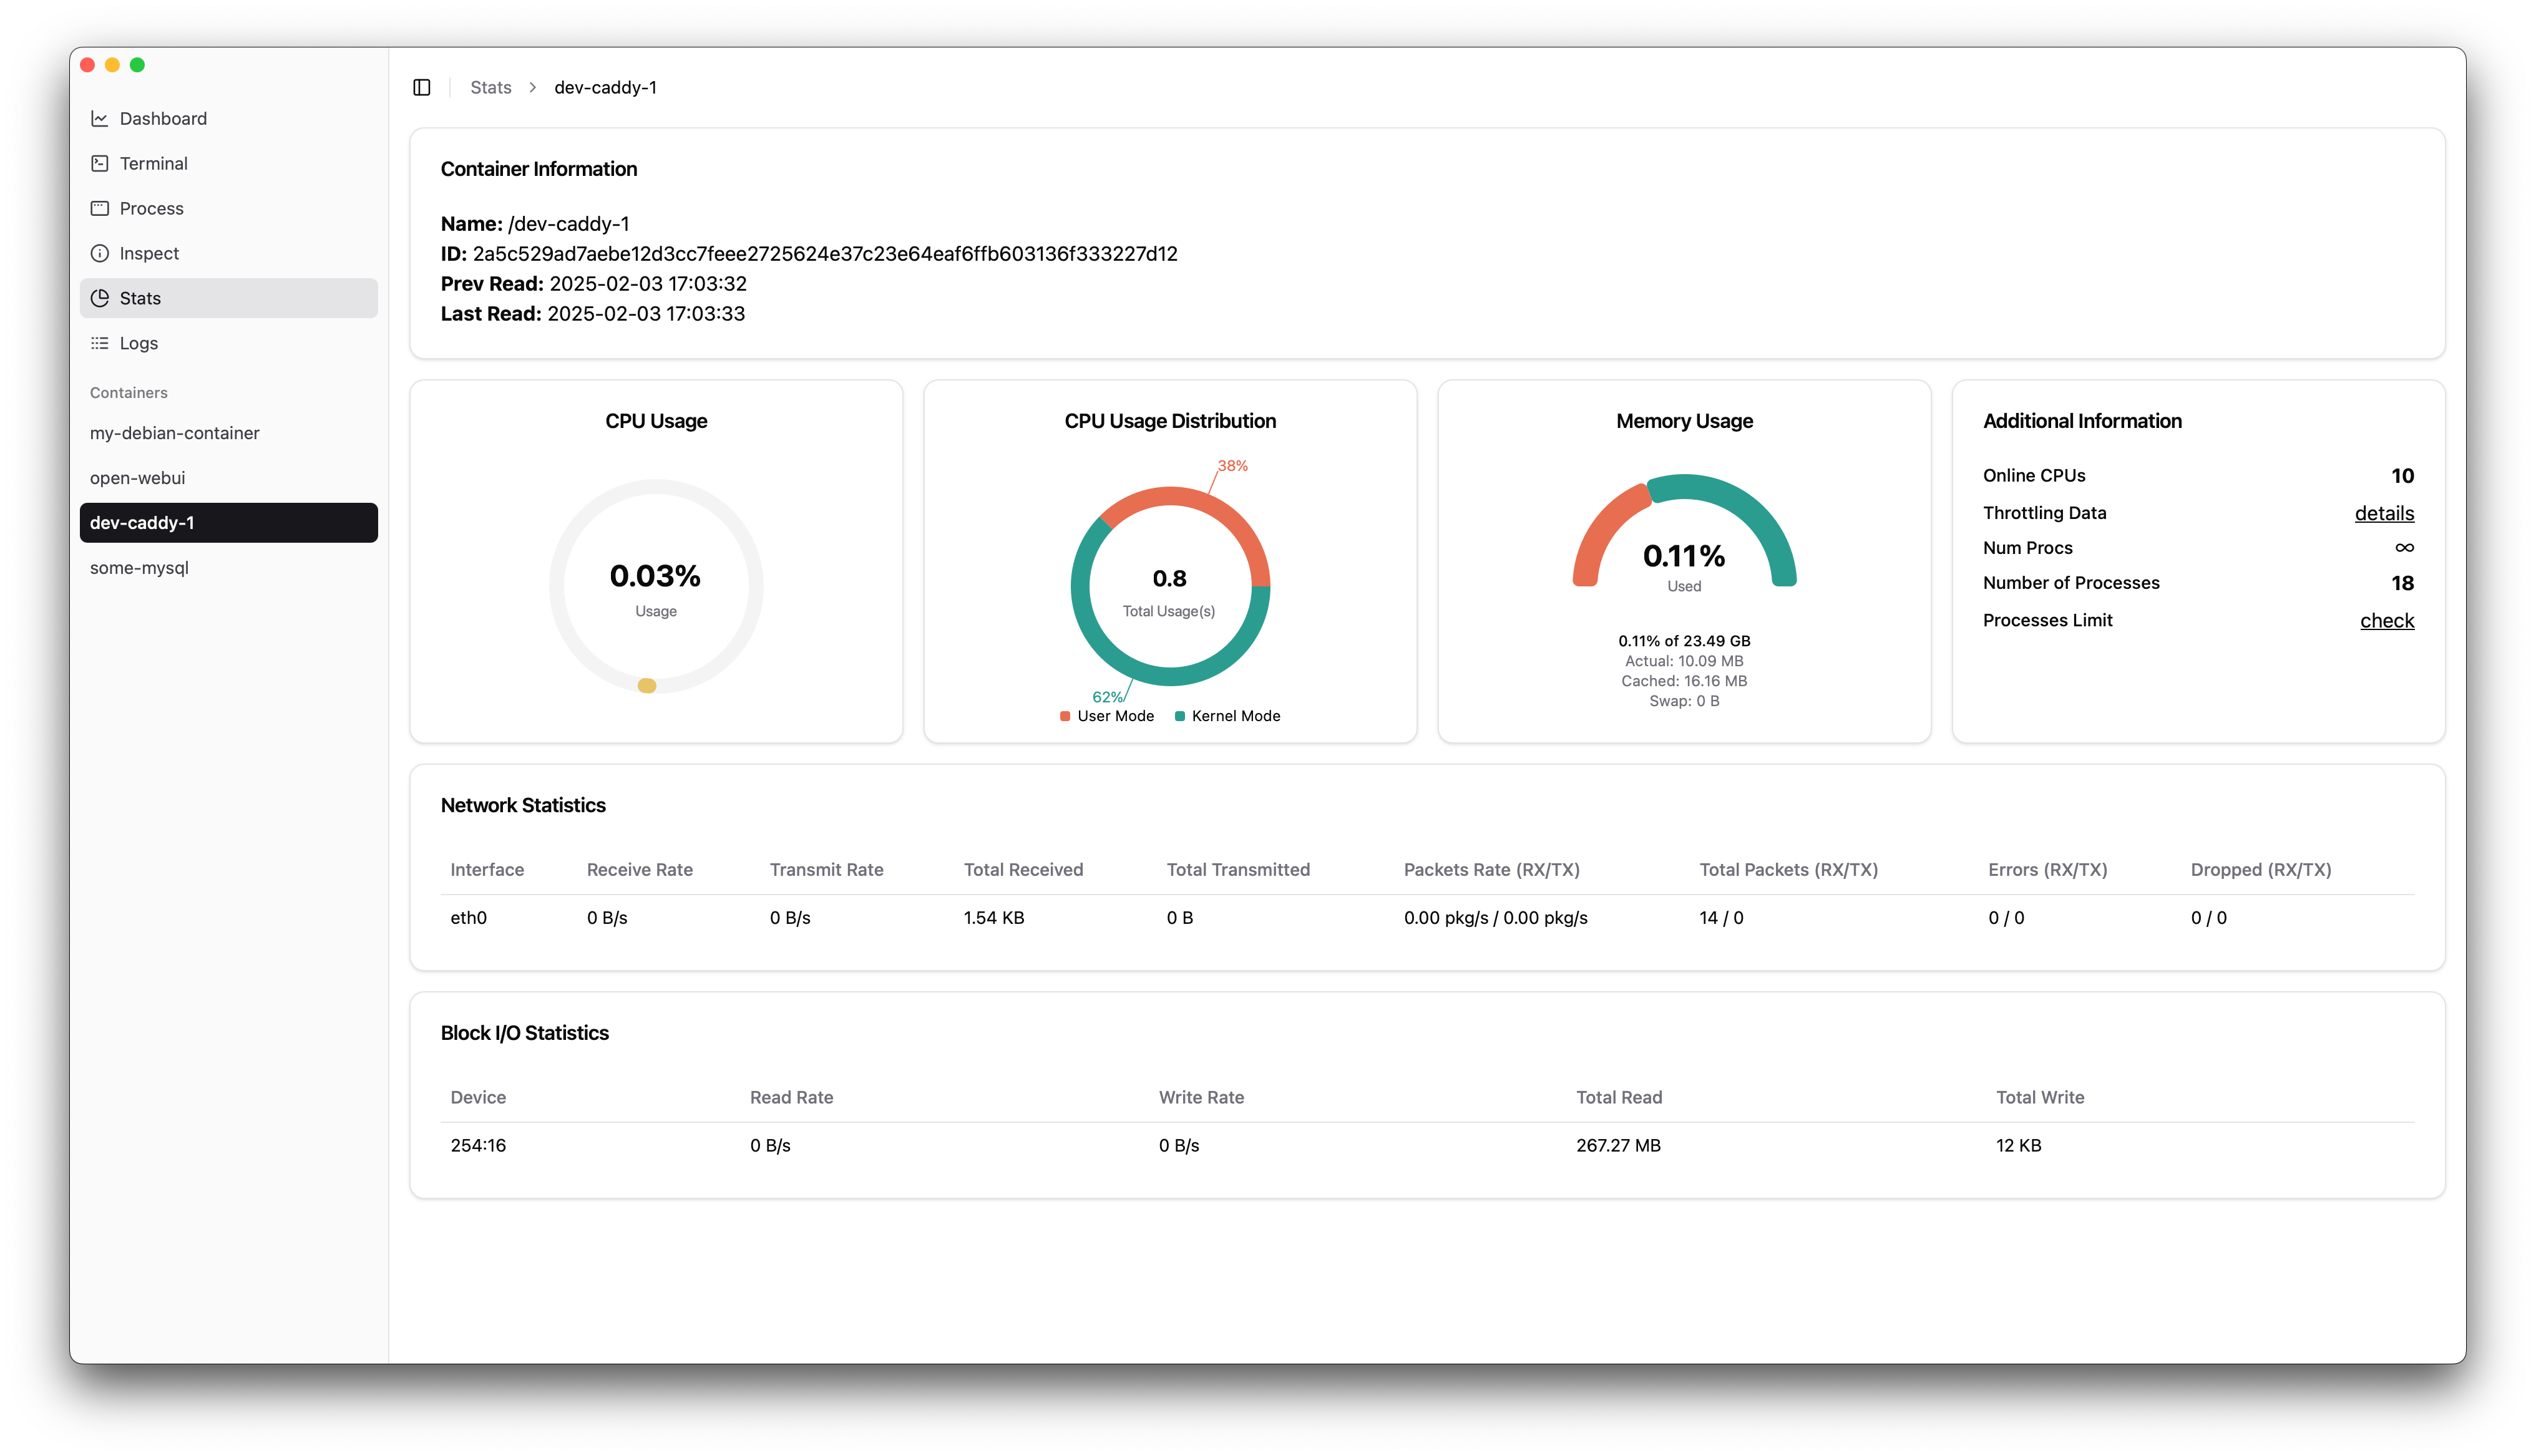 Dashboard
Terminal
Process
Inspect
Stats
Logs
Containers
my-debian-container
open-webui
dev-caddy-1
some-mysql
Stats > dev-caddy-1
Container Information
Name: /dev-caddy-1
ID: 2a5c529ad7aebe12d3cc7feee2725624e37c23e64eaf6ffb603136f333227d12
Prev Read: 2025-02-03 17:03:32
Last Read: 2025-02-03 17:03:33
CPU Usage
0.03%
Usage
CPU Usage Distribution
38%
0.8
Total Usage(s)
62%
User Mode Kernel Mode
Memory Usage
0.11%
Used
0.11% of 23.49 GB
Actual: 10.09 MB
Cached: 16.16 MB
Swap: 0 B
Additional Information
Online CPUs 10
Throttling Data details
Num Procs ∞
Number of Processes 18
Processes Limit check
Network Statistics
Interface Receive Rate Transmit Rate Total Received Total Transmitted Packets Rate (RX/TX) Total Packets (RX/TX) Errors (RX/TX) Dropped (RX/TX)
eth0 0 B/s 0 B/s 1.54 KB 0 B 0.00 pkg/s / 0.00 pkg/s 14 / 0 0 / 0 0 / 0
Block I/O Statistics
Device Read Rate Write Rate Total Read Total Write
254:16 0 B/s 0 B/s 267.27 MB 12 KB